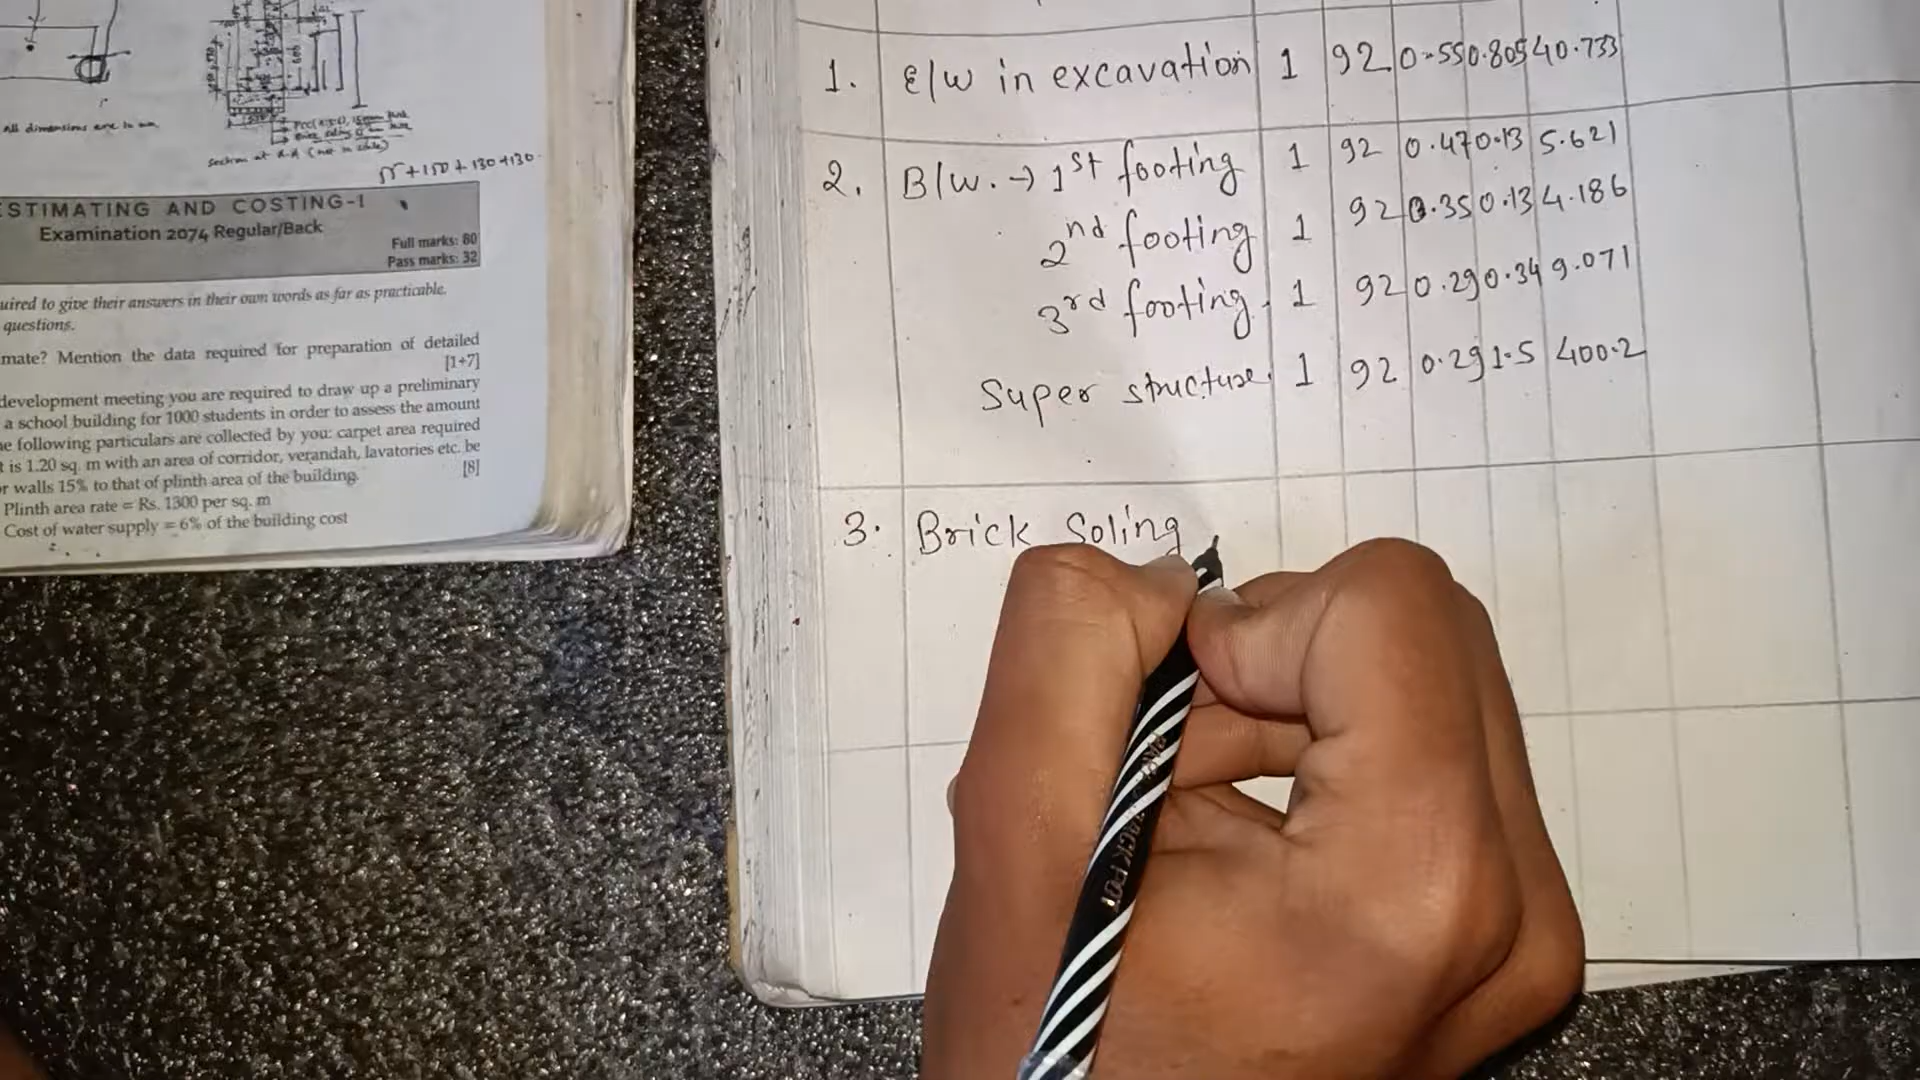 all dimensions are in mm
section at A-A (not in scale)
+150+130+130
ESTIMATING AND COSTING-I
Examination 2074 Regular/Back
Full marks: 80
Pass marks: 32
uired to give their answers in their own words as far as practicable.
questions.
mate? Mention the data required for preparation of detailed
[1+7]
development meeting you are required to draw up a preliminary
a school building for 1000 students in order to assess the amount
e following particulars are collected by you: carpet area required
t is 1.20 sq. m with an area of corridor, verandah, lavatories etc. be
r walls 15% to that of plinth area of the building.
[8]
Plinth area rate = Rs. 1300 per sq. m
Cost of water supply = 6% of the building cost
1. E/W in excavation 1 92 0.55 0.805 40.733
2. B/W. → 1st footing 1 92 0.47 0.13 5.621
2nd footing 1 92 0.35 0.13 4.186
3rd footing. 1 92 0.29 0.34 9.071
Super structure. 1 92 0.29 1.5 400.2
3. Brick Soling